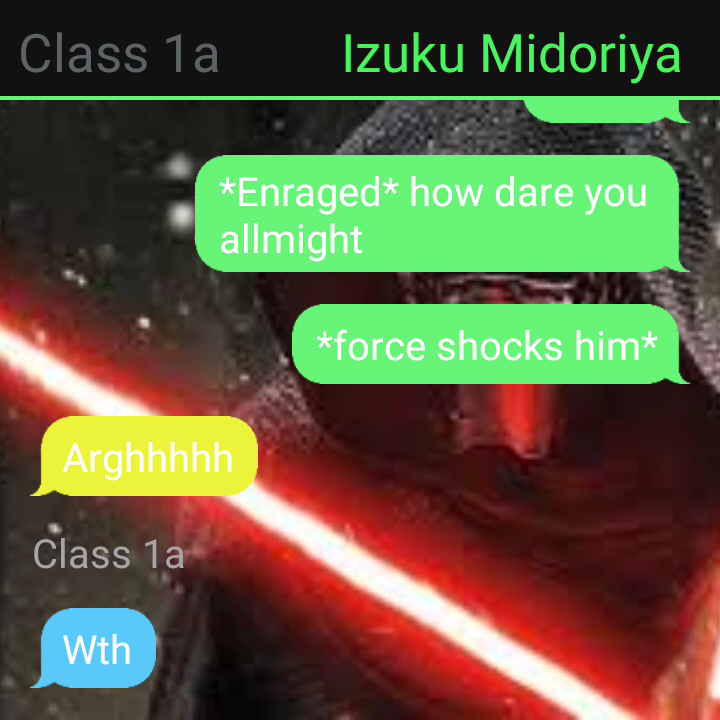 Class 1a
Izuku Midoriya
*Enraged* how dare you
allmight
*force shocks him*
Arghhhhh
Class 1a
Wth